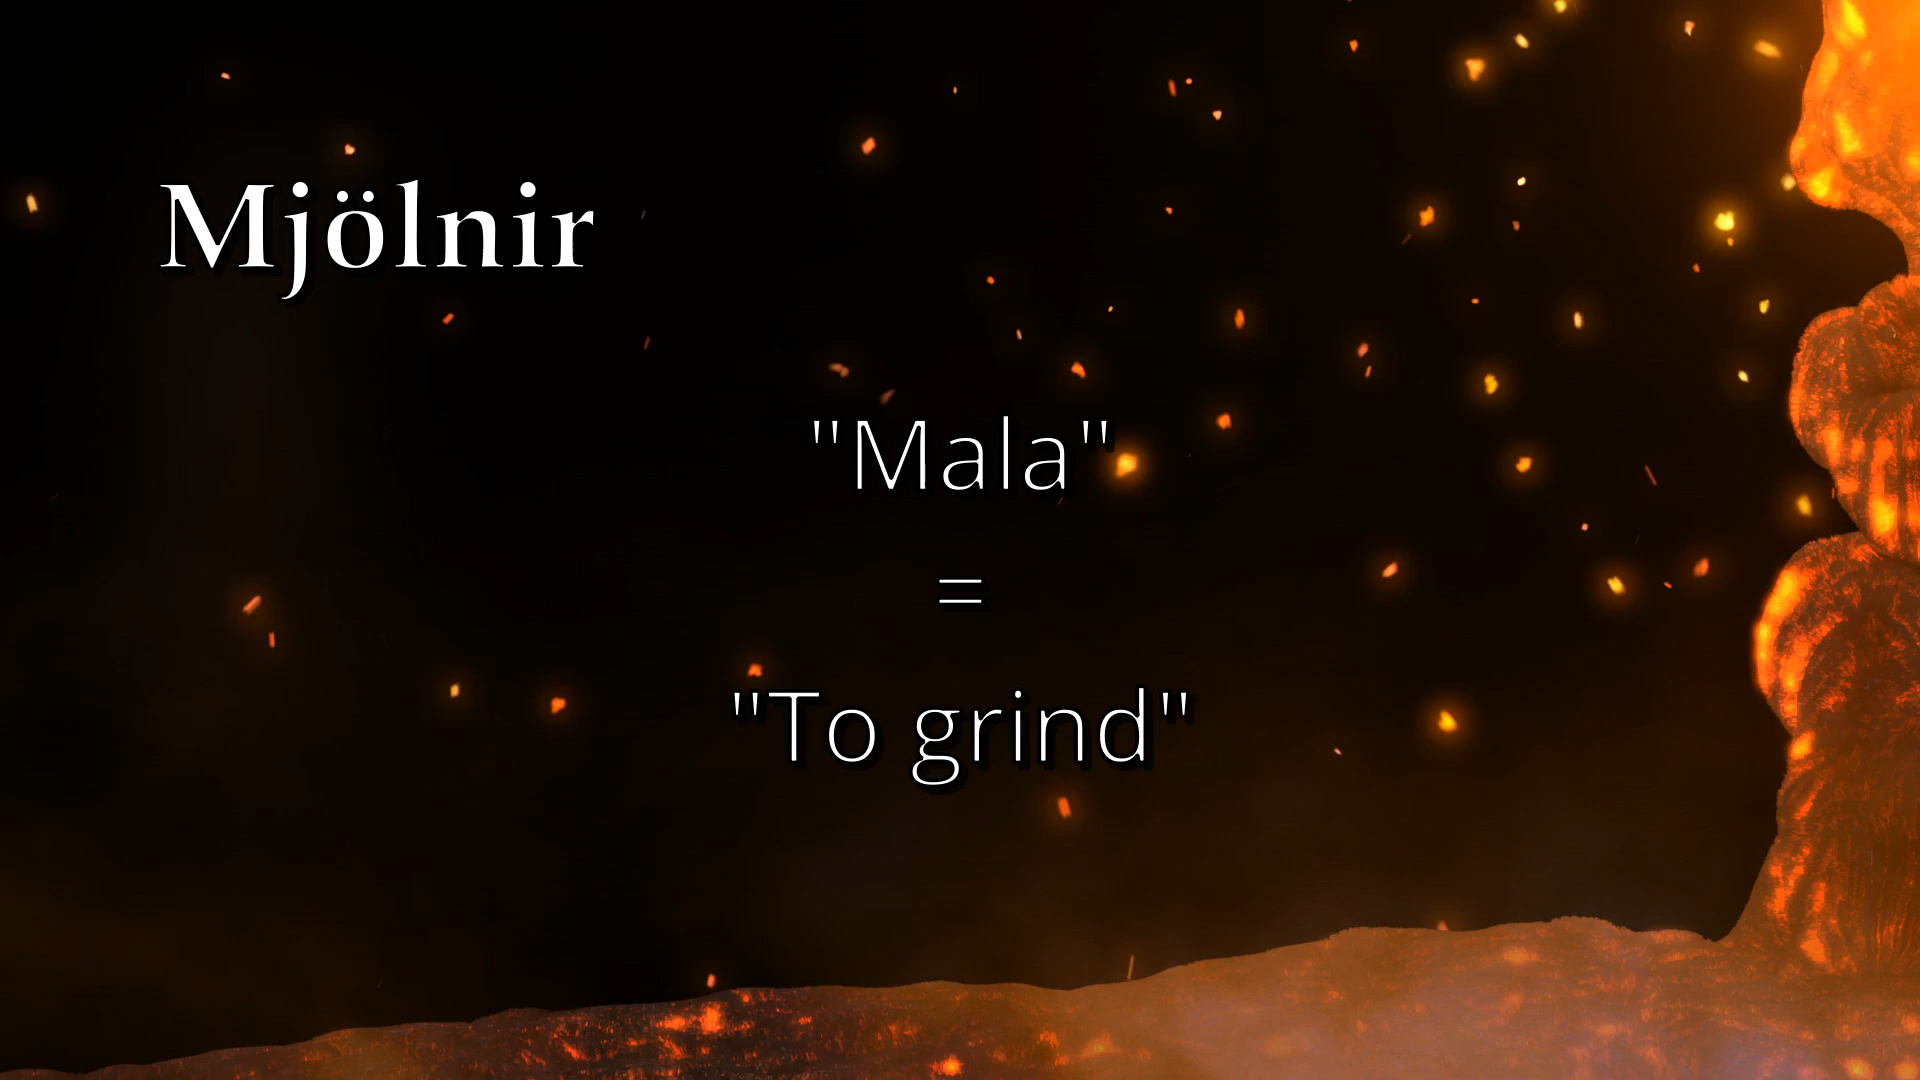 Mjölnir
"Mala"
=
"To grind"